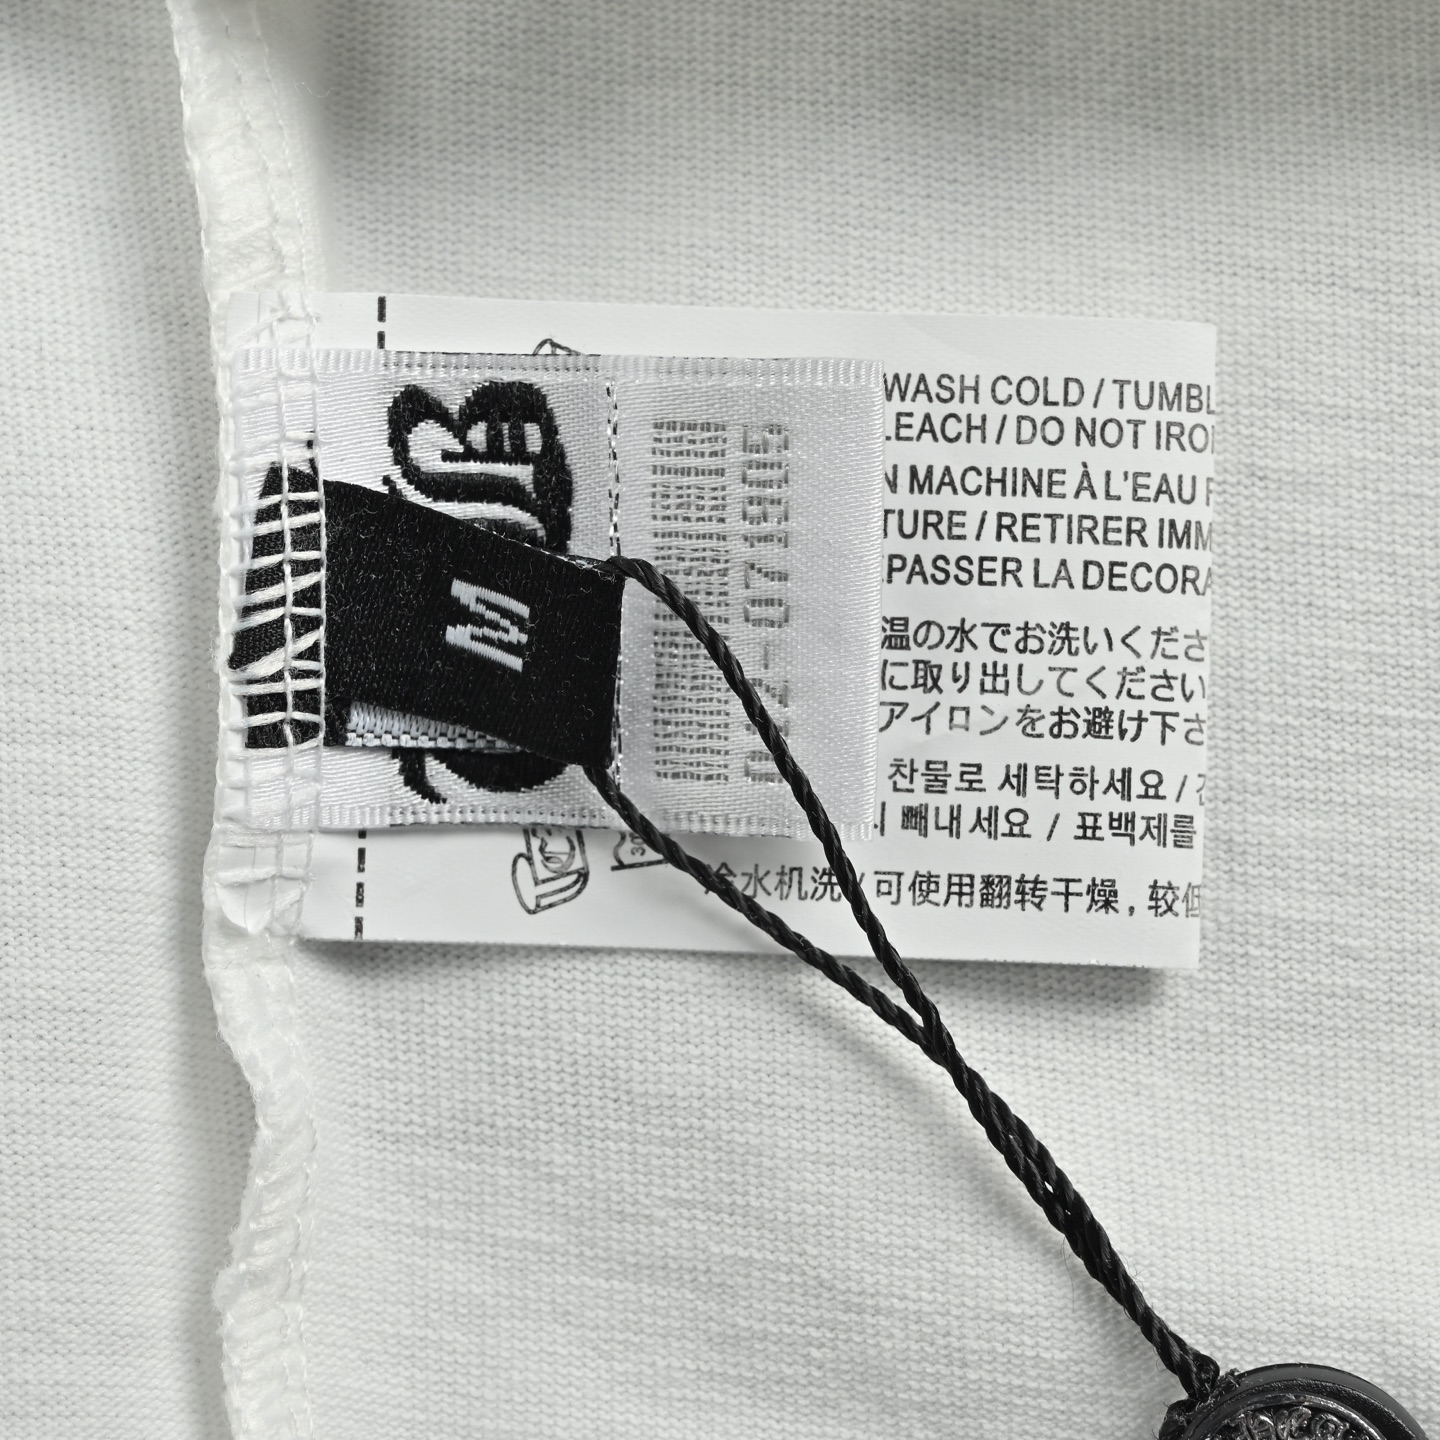 M
017-071905
WASH COLD / TUMBL
LEACH / DO NOT IRO
N MACHINE À L'EAU
TURE / RETIRER IMM
PASSER LA DECORA
温の水でお洗いくださ
に取り出してください
アイロンをお避け下さ
찬물로 세탁하세요 /
빼내세요 / 표백제를
冷水机洗 / 可使用翻转干燥，较低
30